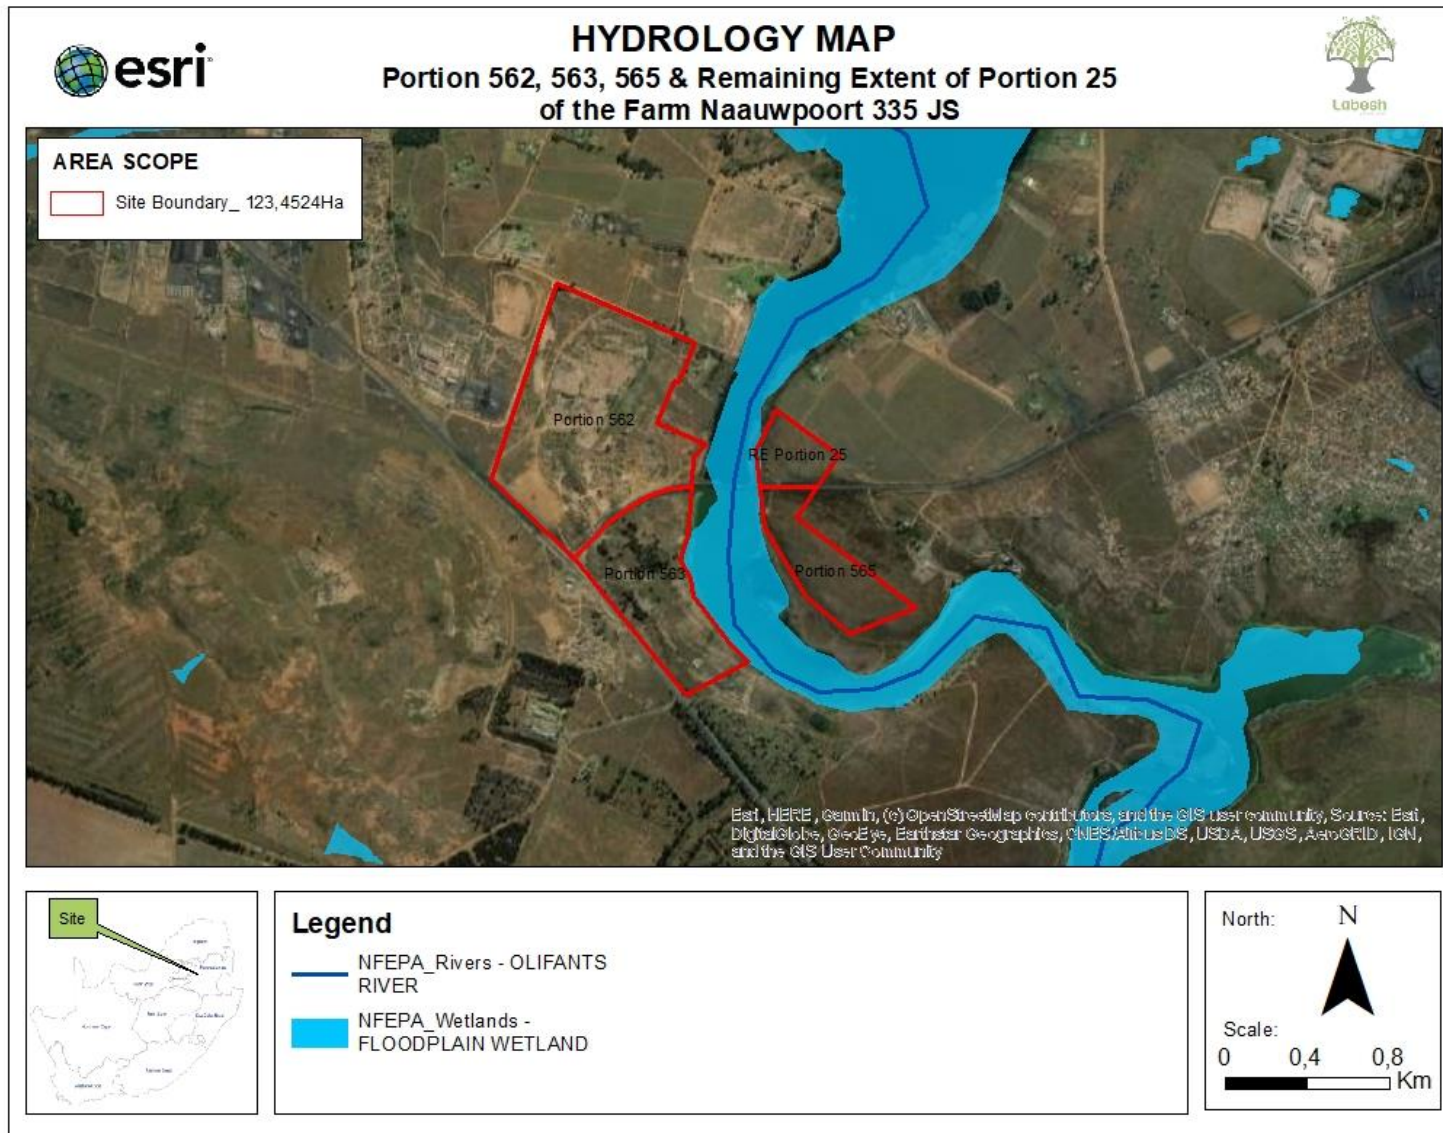 esri
HYDROLOGY MAP
Portion 562, 563, 565 & Remaining Extent of Portion 25
of the Farm Naauwpoort 335 JS
Labesh
AREA SCOPE
Site Boundary_ 123,4524Ha
Portion 562
RE Portion 25
Portion 563
Portion 565
Esri, HERE, Garmin, (c) OpenStreetMap contributors, and the GIS user community, Source: Esri,
DigitalGlobe, GeoEye, Earthstar Geographics, CNES/Airbus DS, USDA, USGS, AeroGRID, IGN,
and the GIS User Community
Site
Legend
NFEPA_Rivers - OLIFANTS
RIVER
NFEPA_Wetlands -
FLOODPLAIN WETLAND
North:
N
Scale:
0 0,4 0,8
Km